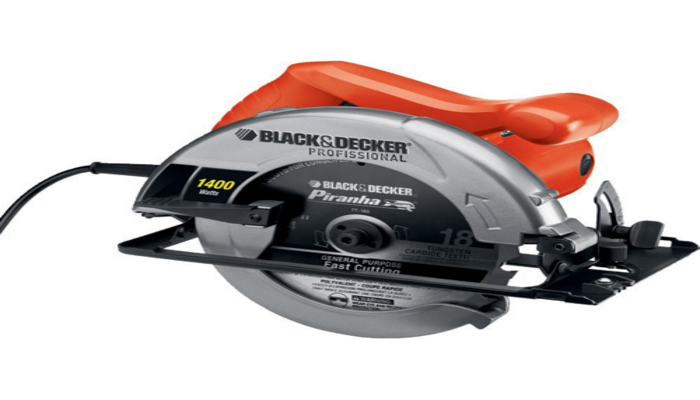 BLACK&DECKER
PROFISSIONAL
1400
Watts
BLACK&DECKER
Piranha
18
TUNGSTEN
CARBIDE TEETH
GENERAL PURPOSE
Fast Cutting
POLYVALENT - COUPE RAPIDE
WARNING